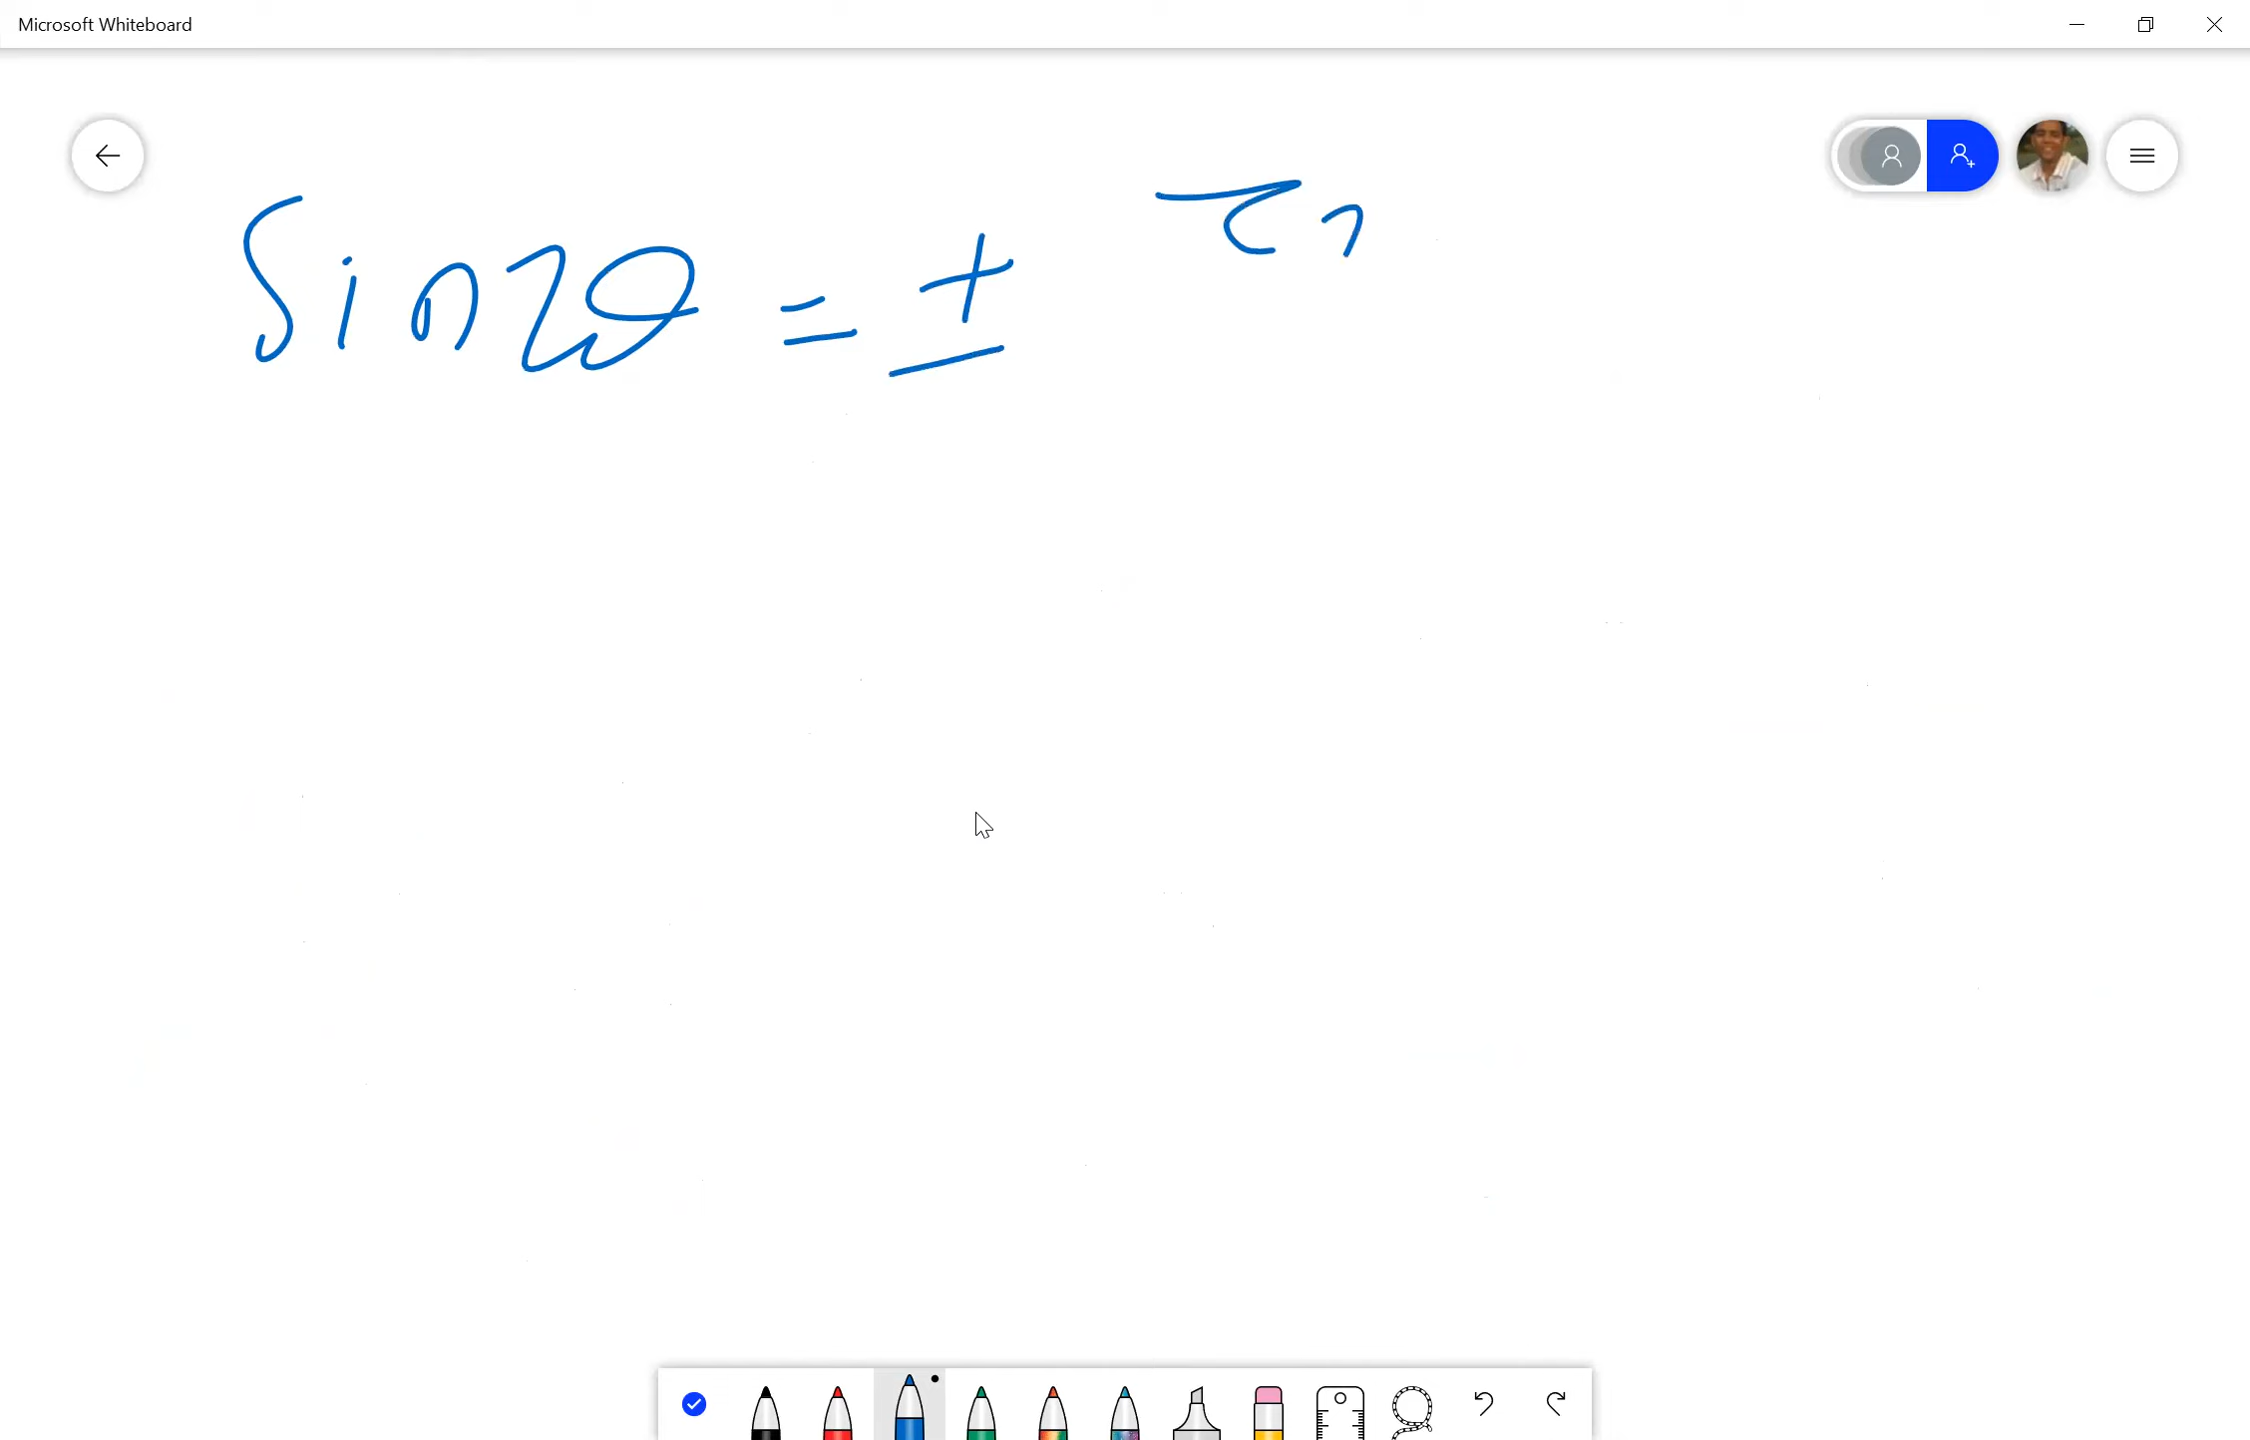 Microsoft Whiteboard
Sin2θ = ± τ